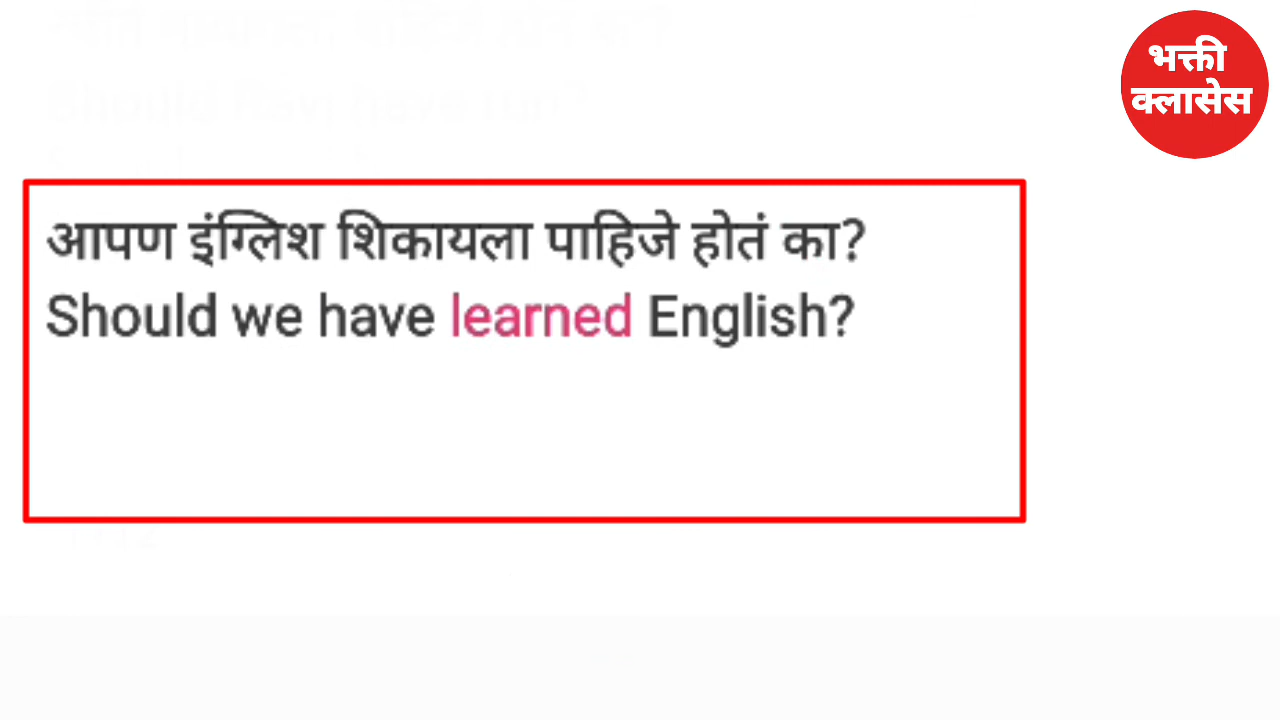 भक्ती
क्लासेस
आपण इंग्लिश शिकायला पाहिजे होतं का?
Should we have learned English?